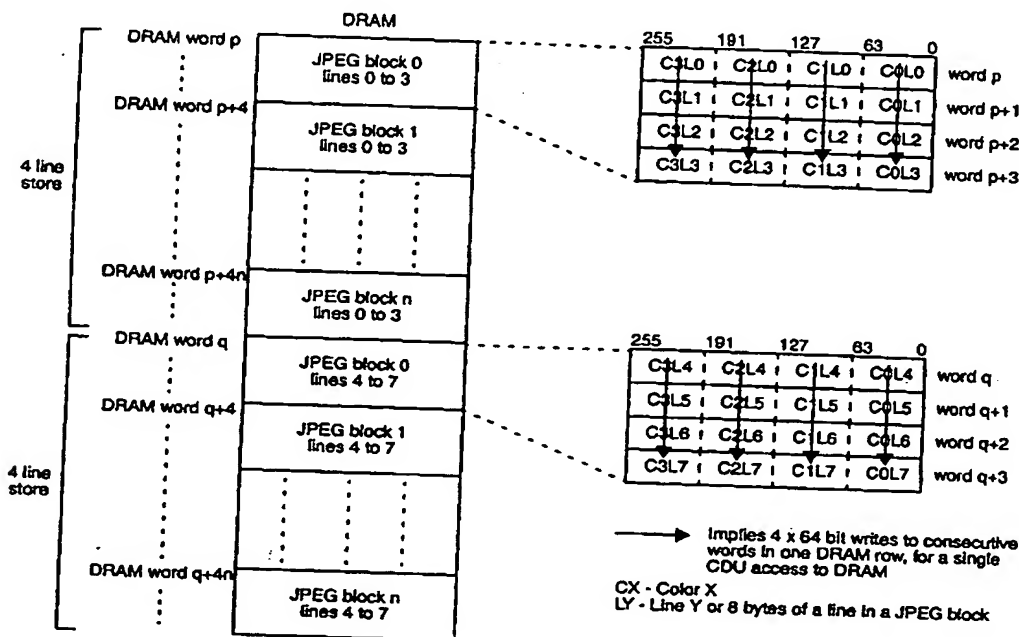 DRAM
DRAM word p
JPEG block 0
lines 0 to 3
DRAM word p+4
JPEG block 1
lines 0 to 3
4 line
store
DRAM word p+4n
JPEG block n
lines 0 to 3
DRAM word q
JPEG block 0
lines 4 to 7
DRAM word q+4
JPEG block 1
lines 4 to 7
4 line
store
DRAM word q+4n
JPEG block n
lines 4 to 7
255 191 127 63 0
C3L0 C2L0 C1L0 C0L0 word p
C3L1 C2L1 C1L1 C0L1 word p+1
C3L2 C2L2 C1L2 C0L2 word p+2
C3L3 C2L3 C1L3 C0L3 word p+3
255 191 127 63 0
C3L4 C2L4 C1L4 C0L4 word q
C3L5 C2L5 C1L5 C0L5 word q+1
C3L6 C2L6 C1L6 C0L6 word q+2
C3L7 C2L7 C1L7 C0L7 word q+3
Implies 4 x 64 bit writes to consecutive
words in one DRAM row, for a single
CDU access to DRAM
CX - Color X
LY - Line Y or 8 bytes of a line in a JPEG block